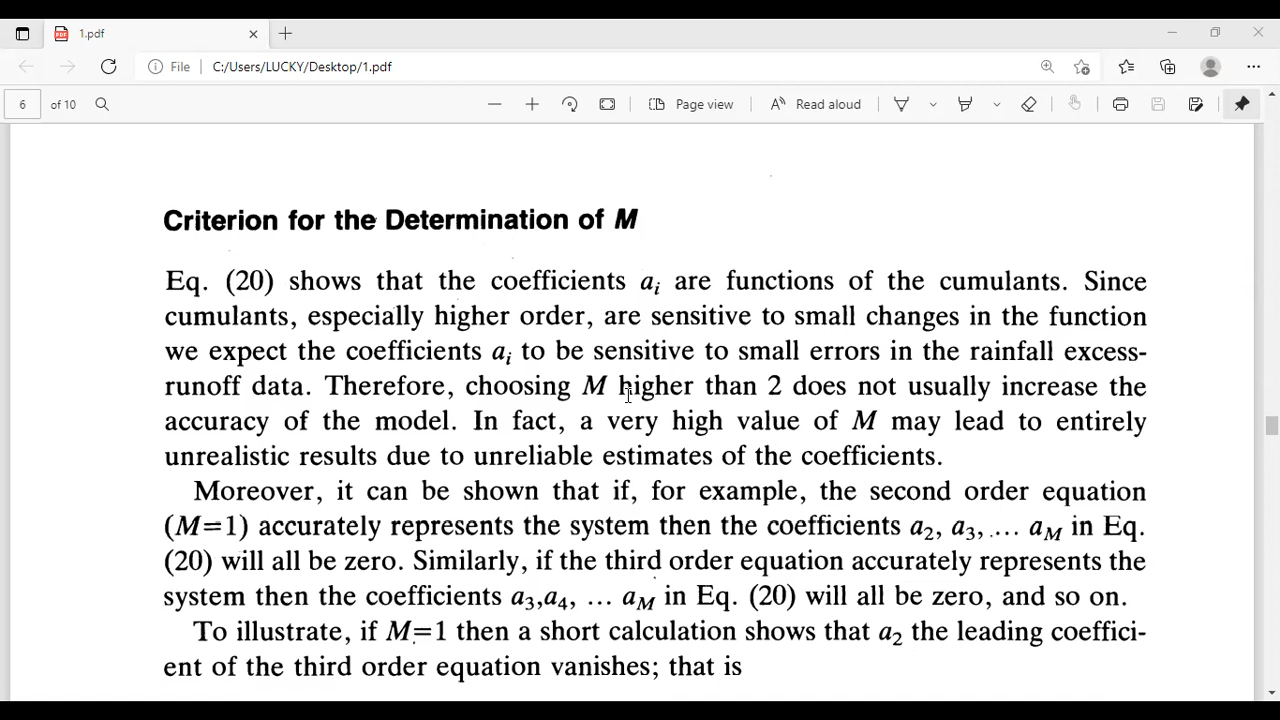 1.pdf
File C:/Users/LUCKY/Desktop/1.pdf
6 of 10 Page view Read aloud
Criterion for the Determination of M
Eq. (20) shows that the coefficients aᵢ are functions of the cumulants. Since
cumulants, especially higher order, are sensitive to small changes in the function
we expect the coefficients aᵢ to be sensitive to small errors in the rainfall excess-
runoff data. Therefore, choosing M higher than 2 does not usually increase the
accuracy of the model. In fact, a very high value of M may lead to entirely
unrealistic results due to unreliable estimates of the coefficients.
Moreover, it can be shown that if, for example, the second order equation
(M=1) accurately represents the system then the coefficients a₂, a₃, ... a_M in Eq.
(20) will all be zero. Similarly, if the third order equation accurately represents the
system then the coefficients a₃,a₄, ... a_M in Eq. (20) will all be zero, and so on.
To illustrate, if M=1 then a short calculation shows that a₂ the leading coeffici-
ent of the third order equation vanishes; that is